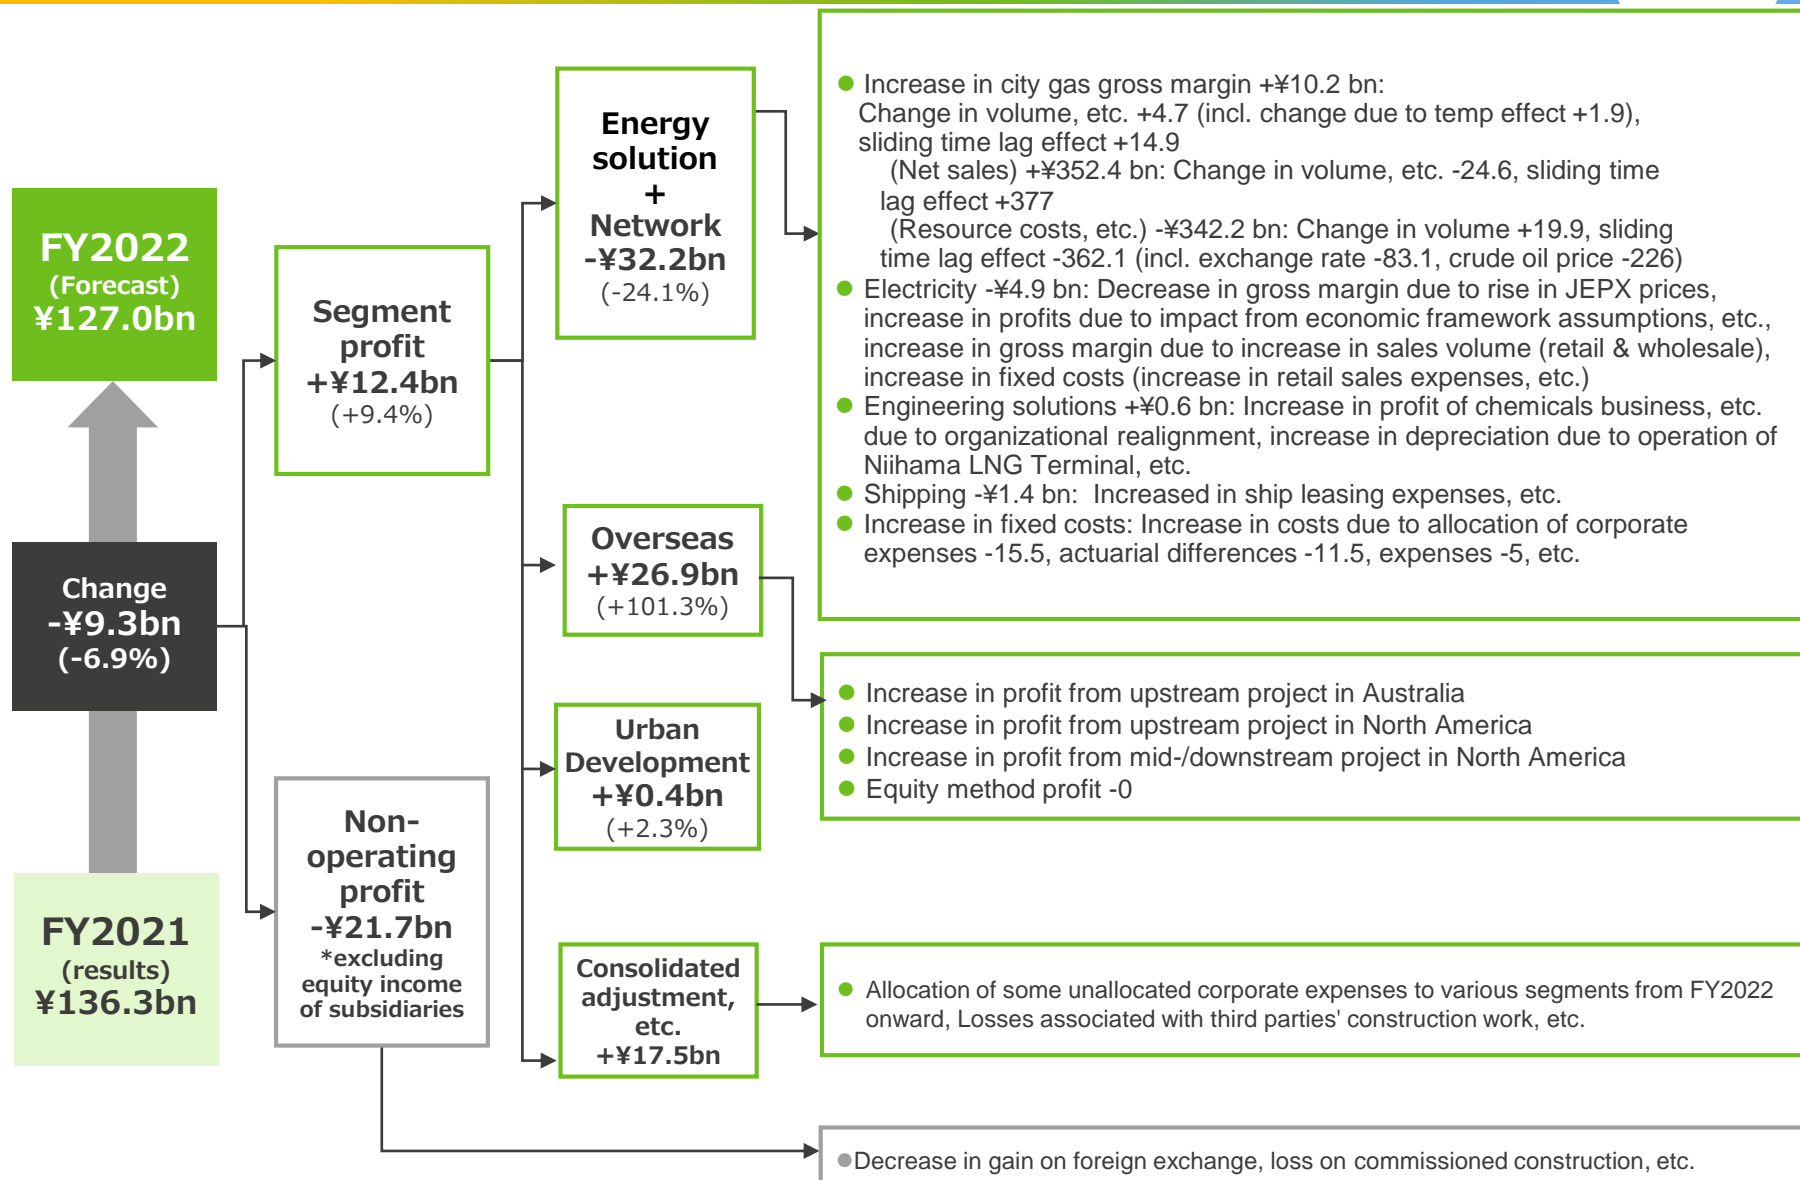 FY2022
(Forecast)
¥127.0bn
Change
-¥9.3bn
(-6.9%)
FY2021
(results)
¥136.3bn
Segment
profit
+¥12.4bn
(+9.4%)
Non-
operating
profit
-¥21.7bn
*excluding
equity income
of subsidiaries
Energy
solution
+
Network
-¥32.2bn
(-24.1%)
Overseas
+¥26.9bn
(+101.3%)
Urban
Development
+¥0.4bn
(+2.3%)
Consolidated
adjustment,
etc.
+¥17.5bn
● Increase in city gas gross margin +¥10.2 bn:
Change in volume, etc. +4.7 (incl. change due to temp effect +1.9),
sliding time lag effect +14.9
(Net sales) +¥352.4 bn: Change in volume, etc. -24.6, sliding time
lag effect +377
(Resource costs, etc.) -¥342.2 bn: Change in volume +19.9, sliding
time lag effect -362.1 (incl. exchange rate -83.1, crude oil price -226)
● Electricity -¥4.9 bn: Decrease in gross margin due to rise in JEPX prices,
increase in profits due to impact from economic framework assumptions, etc.,
increase in gross margin due to increase in sales volume (retail & wholesale),
increase in fixed costs (increase in retail sales expenses, etc.)
● Engineering solutions +¥0.6 bn: Increase in profit of chemicals business, etc.
due to organizational realignment, increase in depreciation due to operation of
Niihama LNG Terminal, etc.
● Shipping -¥1.4 bn: Increased in ship leasing expenses, etc.
● Increase in fixed costs: Increase in costs due to allocation of corporate
expenses -15.5, actuarial differences -11.5, expenses -5, etc.
● Increase in profit from upstream project in Australia
● Increase in profit from upstream project in North America
● Increase in profit from mid-/downstream project in North America
● Equity method profit -0
● Allocation of some unallocated corporate expenses to various segments from FY2022
onward, Losses associated with third parties' construction work, etc.
●Decrease in gain on foreign exchange, loss on commissioned construction, etc.